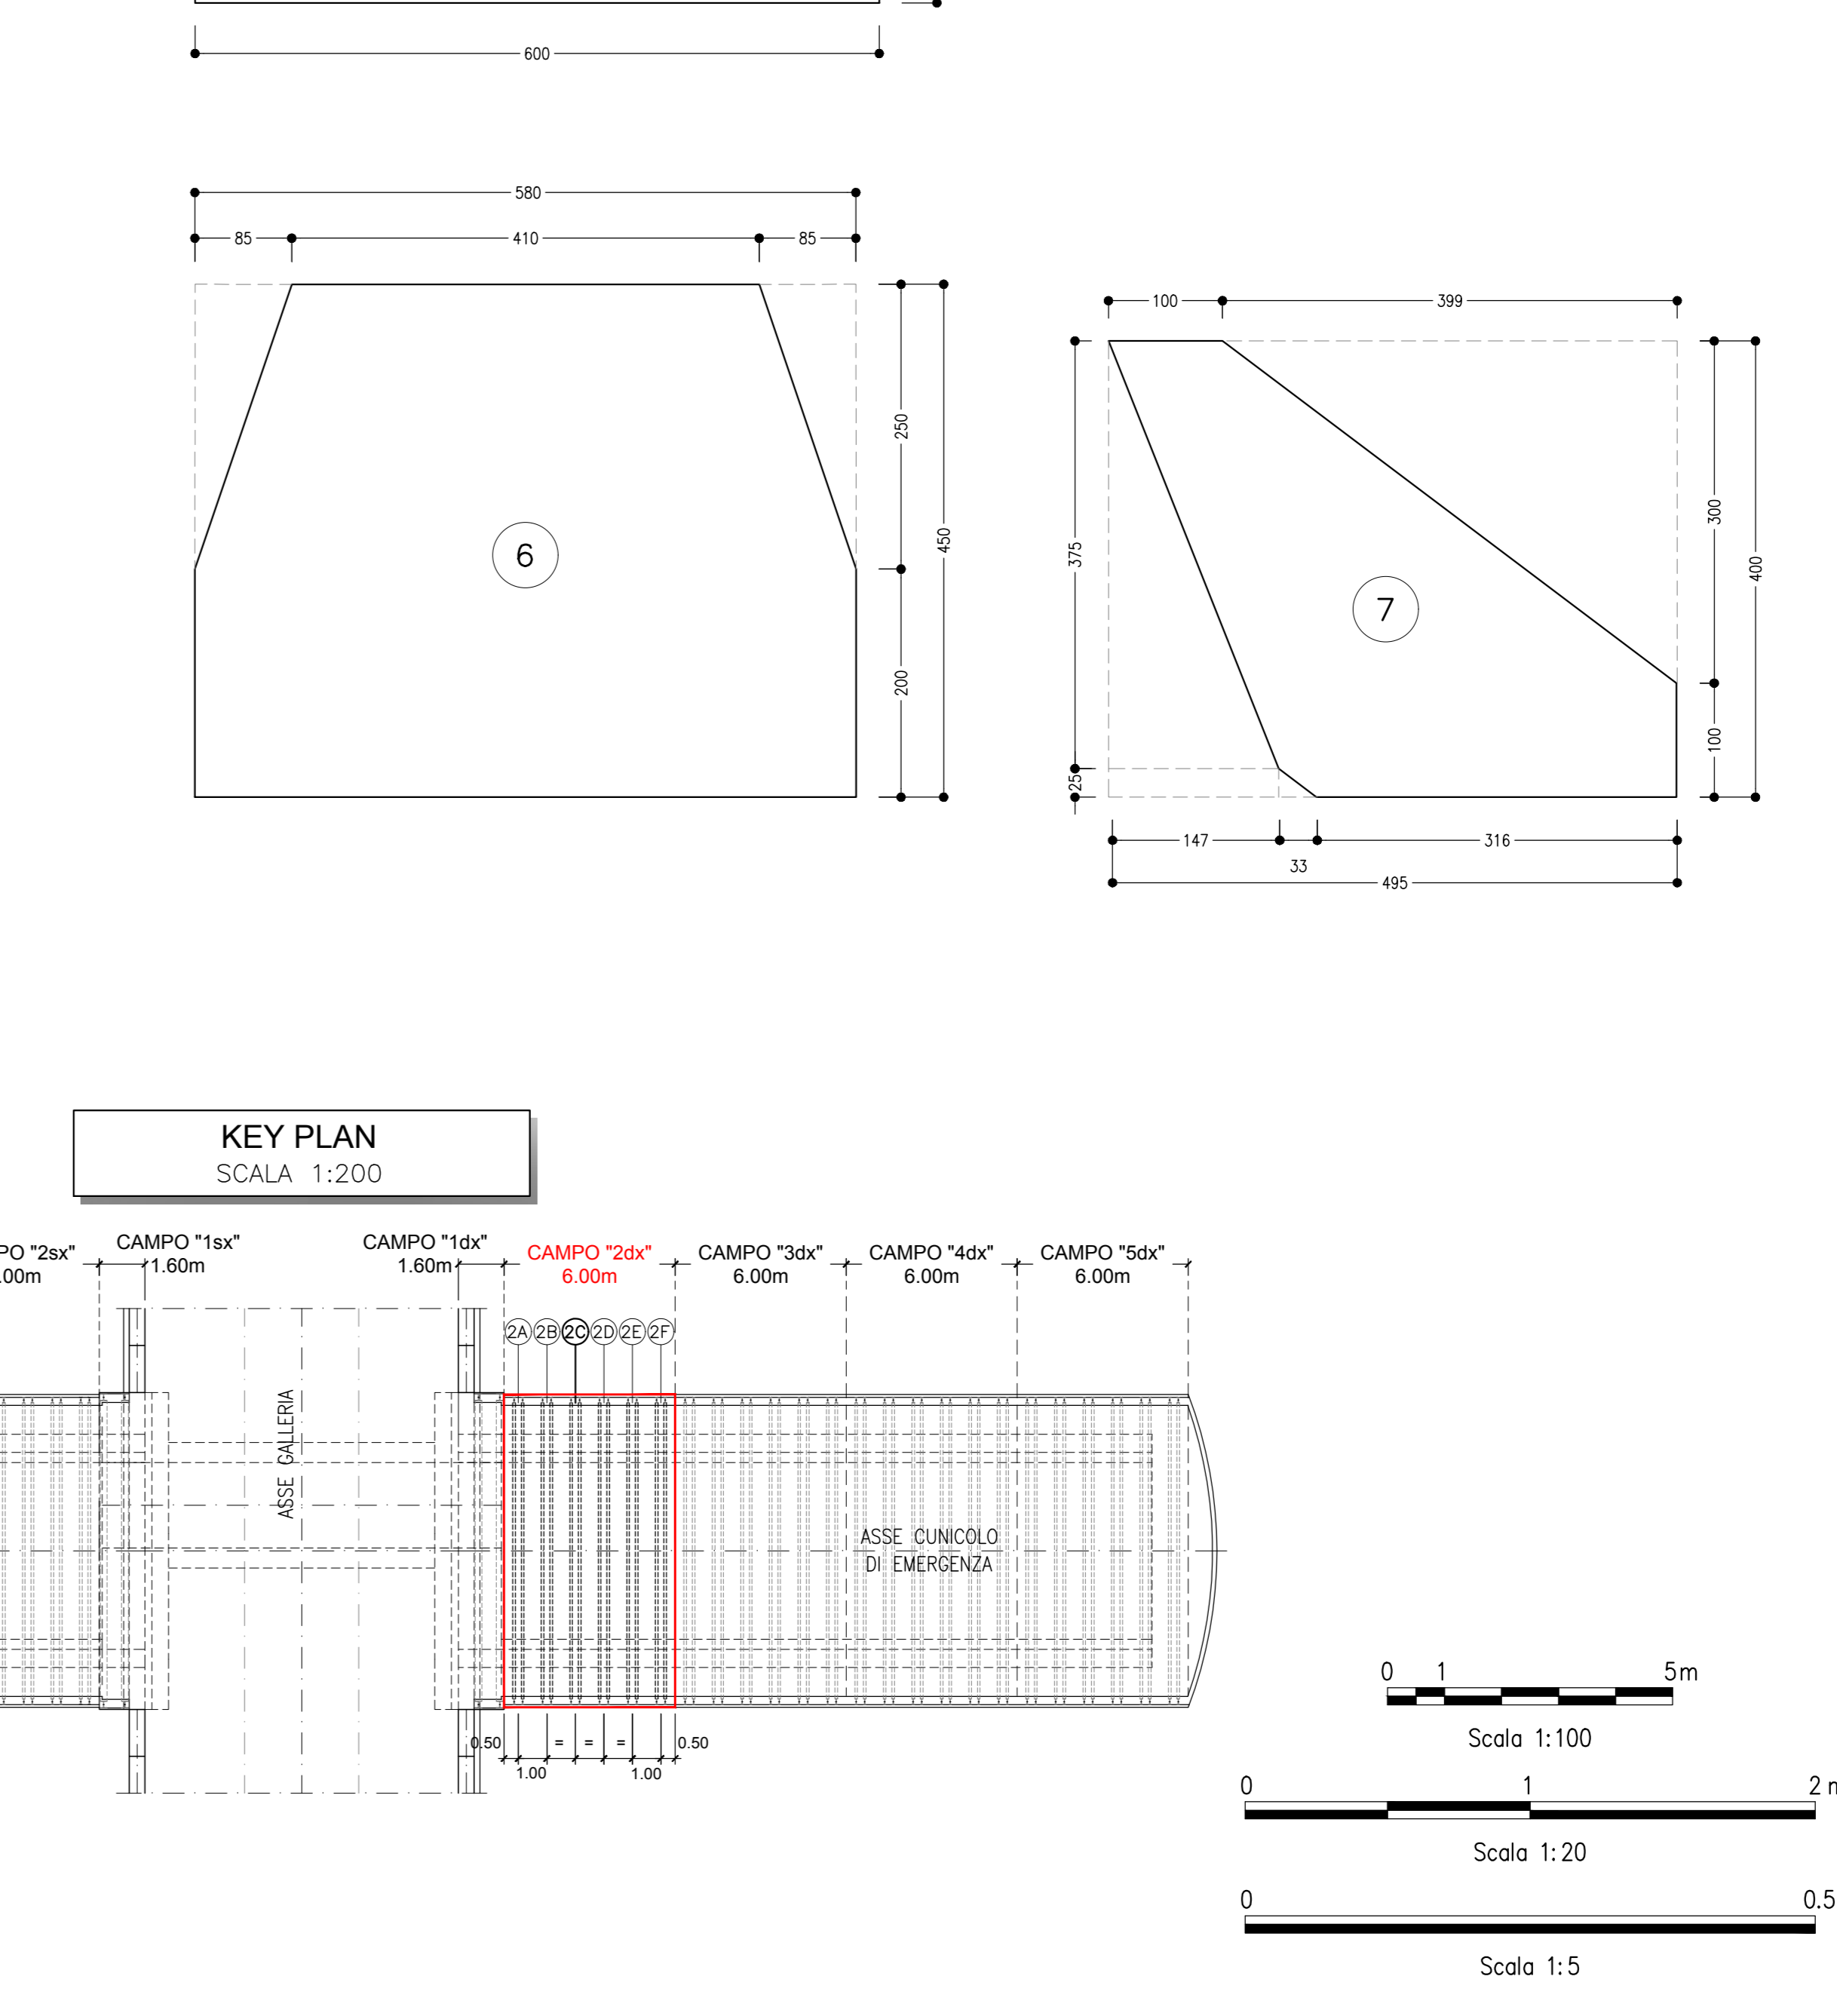 600
580
85 410 85
250
450
200
6
100 399
375
25
300
400
100
7
147 33 316
495
KEY PLAN
SCALA 1:200
PO "2sx"
.00m
CAMPO "1sx"
1.60m
CAMPO "1dx"
1.60m
CAMPO "2dx"
6.00m
CAMPO "3dx"
6.00m
CAMPO "4dx"
6.00m
CAMPO "5dx"
6.00m
2A 2B 2C 2D 2E 2F
ASSE GALLERIA
ASSE CUNICOLO
DI EMERGENZA
0.50 = = = 0.50
1.00 1.00
0 1 5m
Scala 1:100
0 1 2 m
Scala 1:20
0 0.5
Scala 1:5